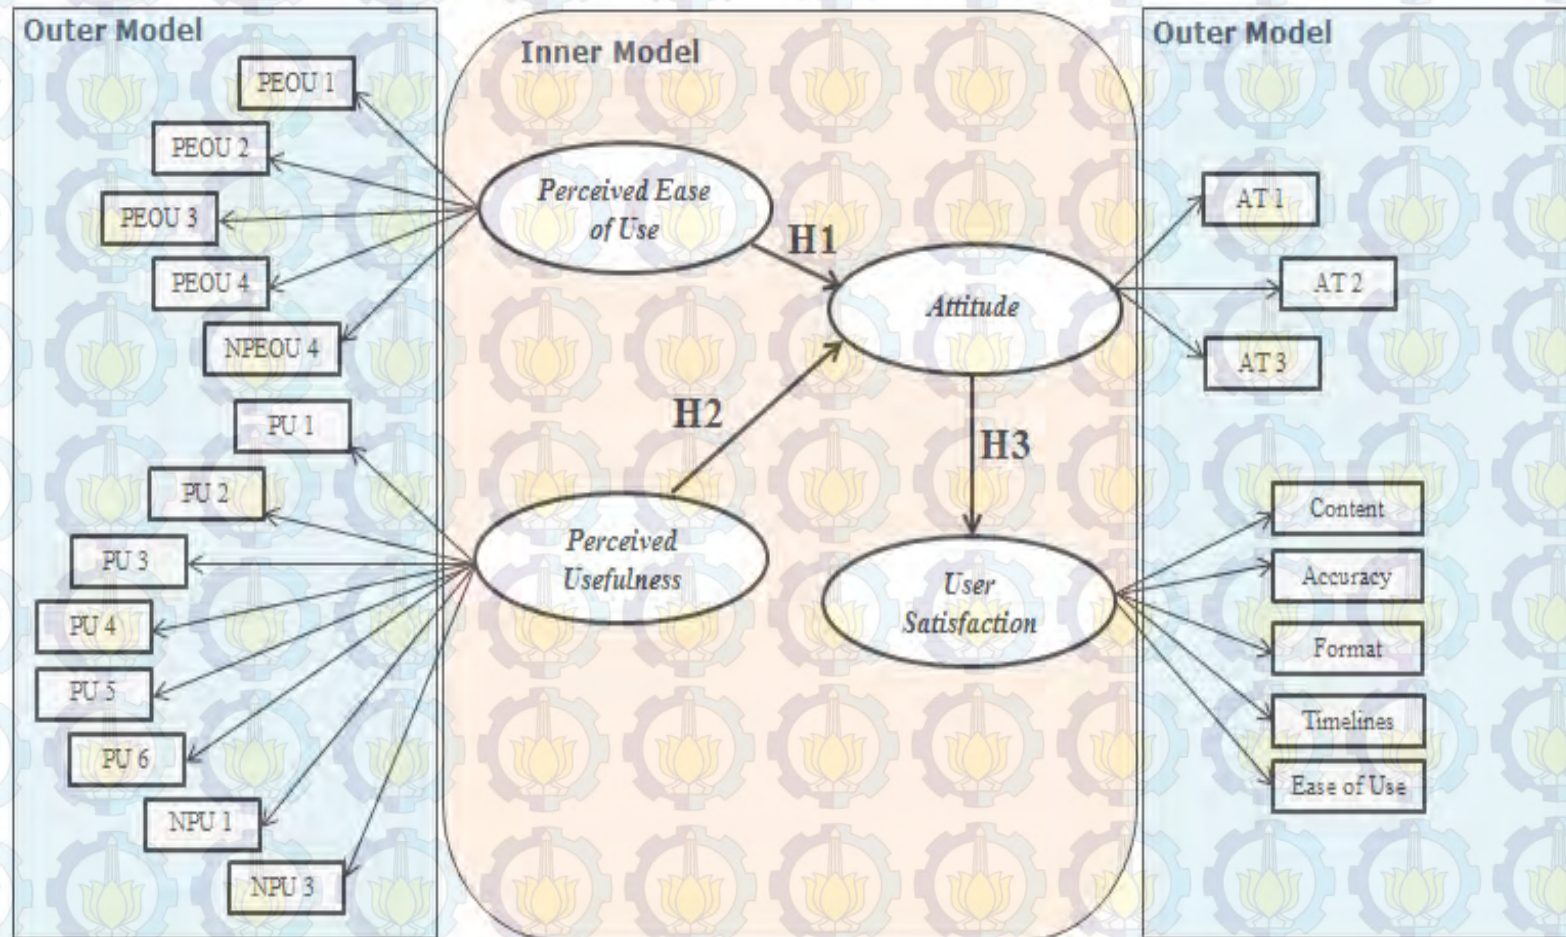 Outer Model
PEOU 1
PEOU 2
PEOU 3
PEOU 4
NPEOU 4
PU 1
PU 2
PU 3
PU 4
PU 5
PU 6
NPU 1
NPU 3
Inner Model
Perceived Ease
of Use
H1
Attitude
H2
H3
Perceived
Usefulness
User
Satisfaction
Outer Model
AT 1
AT 2
AT 3
Content
Accuracy
Format
Timelines
Ease of Use